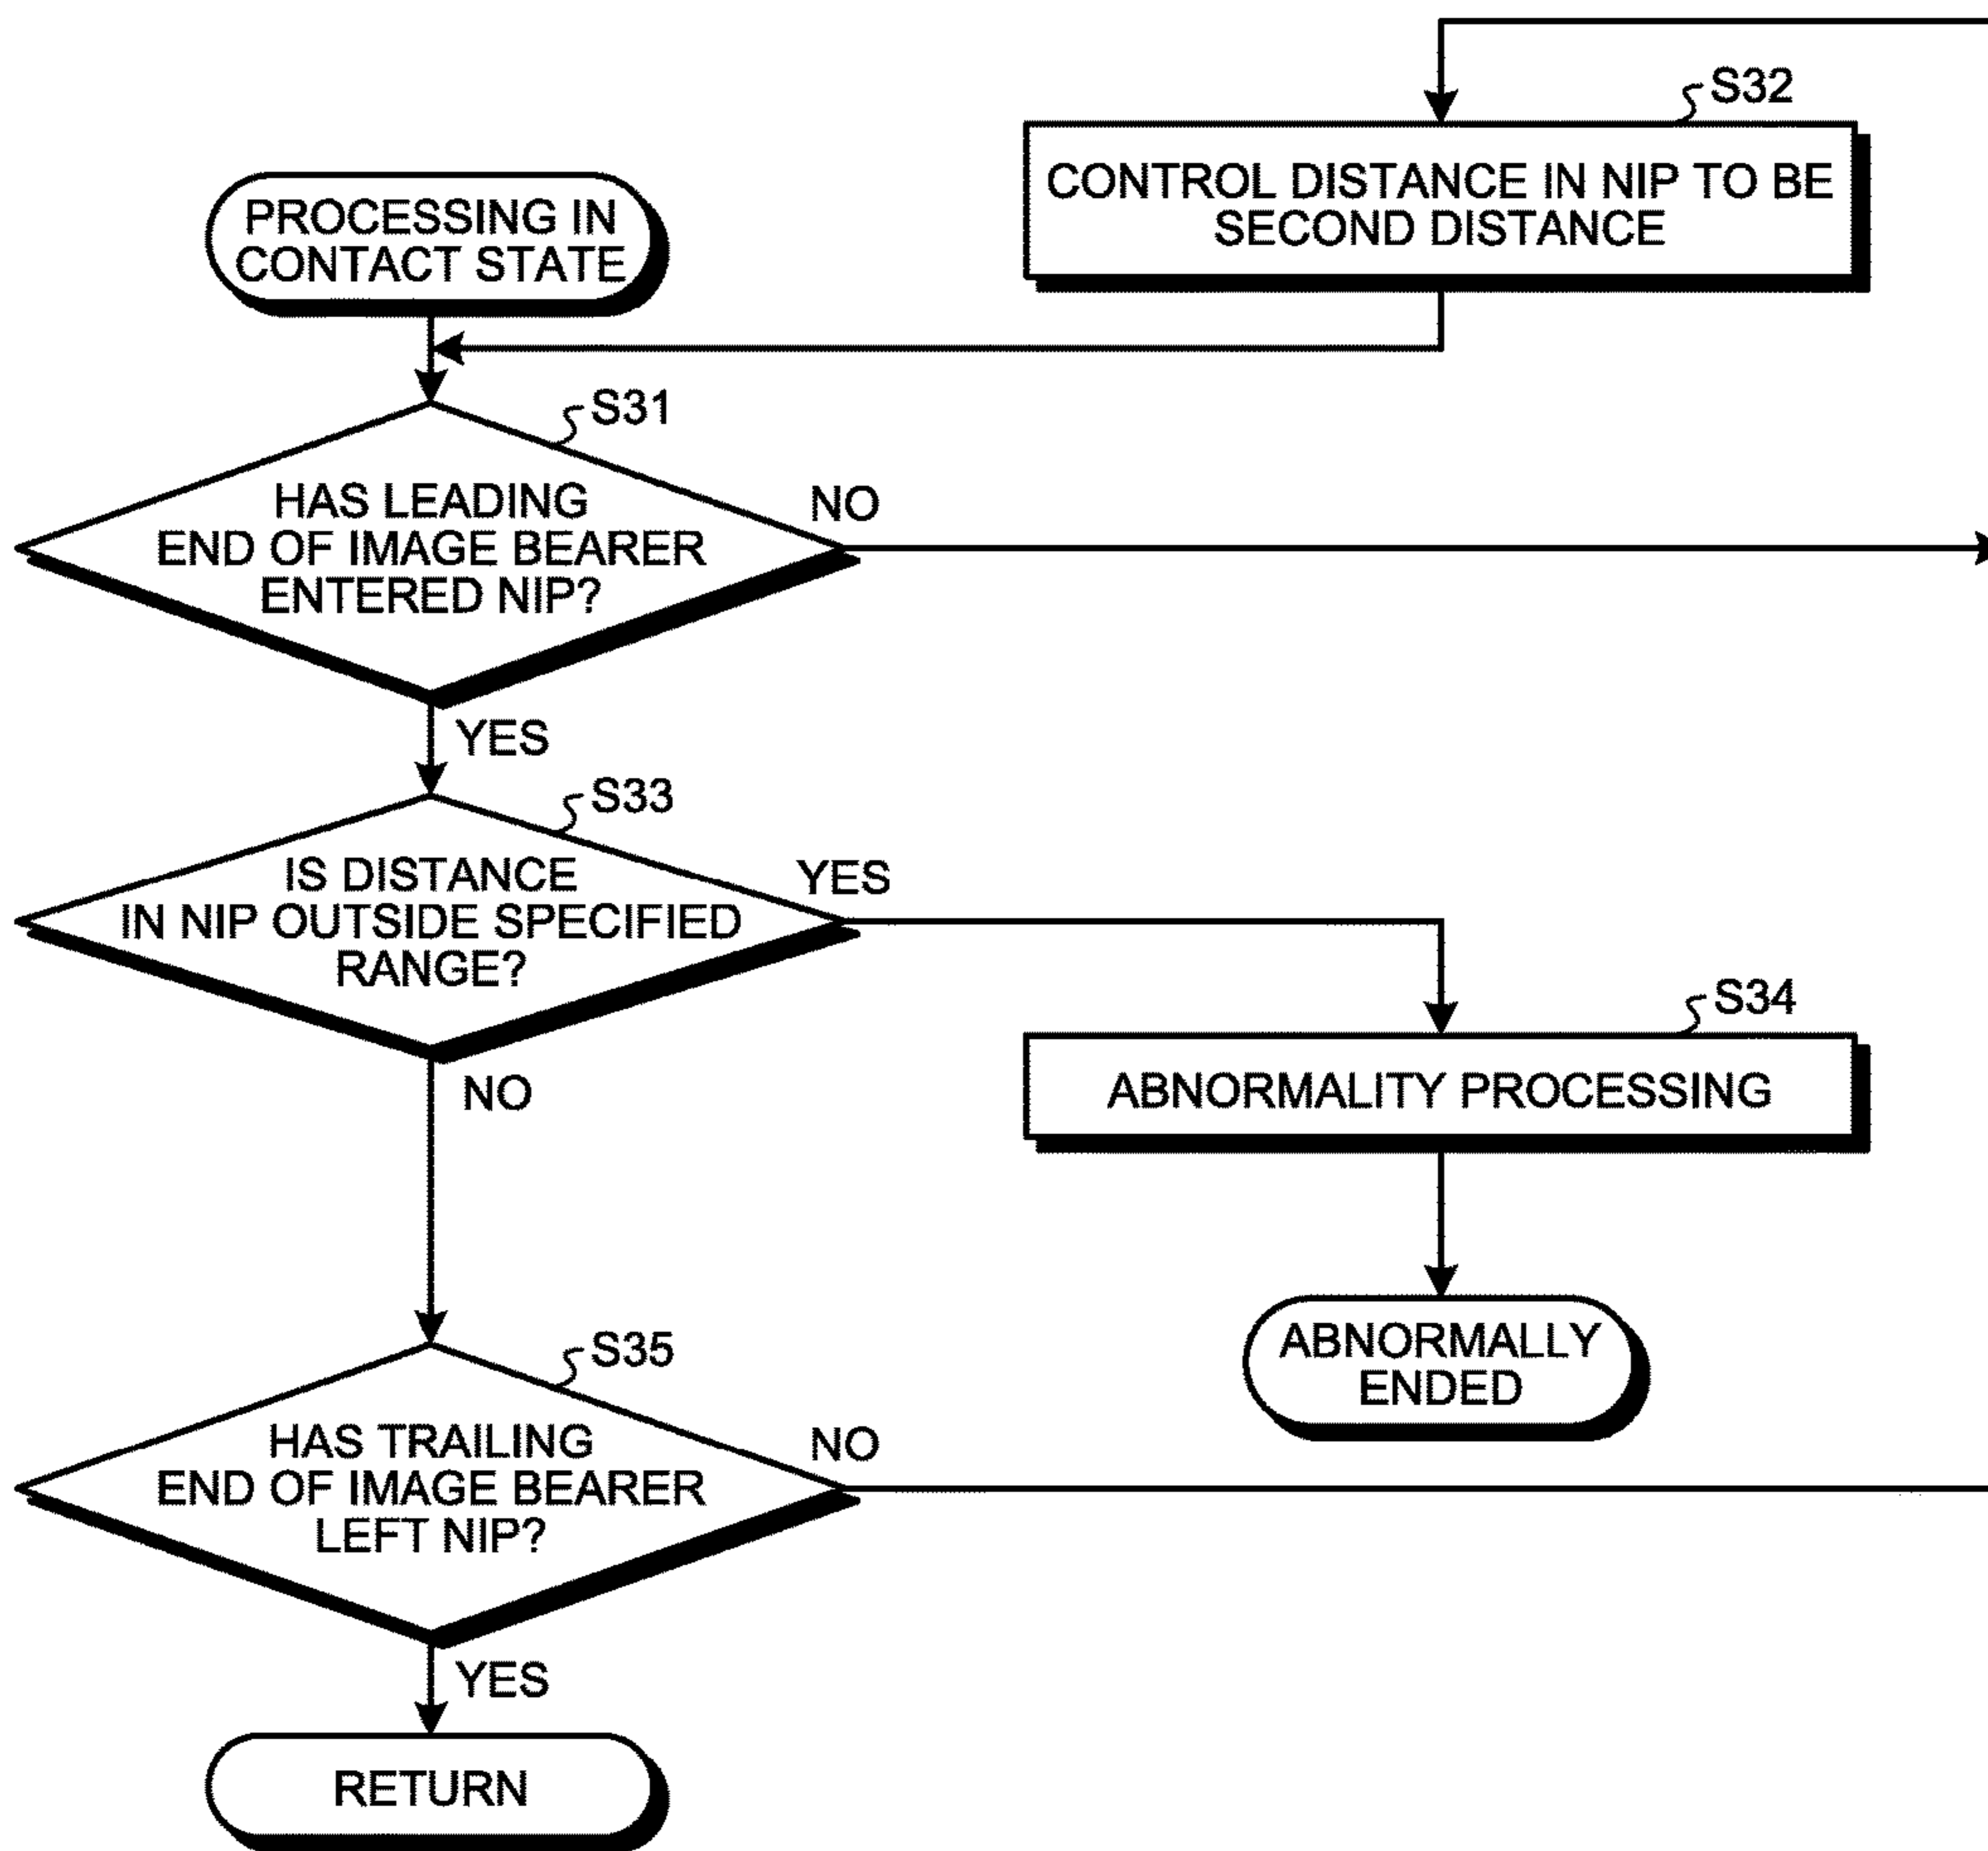 S32
CONTROL DISTANCE IN NIP TO BE
SECOND DISTANCE
PROCESSING IN
CONTACT STATE
S31
HAS LEADING
END OF IMAGE BEARER
ENTERED NIP?
NO
YES
S33
IS DISTANCE
IN NIP OUTSIDE SPECIFIED
RANGE?
YES
NO
S34
ABNORMALITY PROCESSING
ABNORMALLY
ENDED
S35
HAS TRAILING
END OF IMAGE BEARER
LEFT NIP?
NO
YES
RETURN